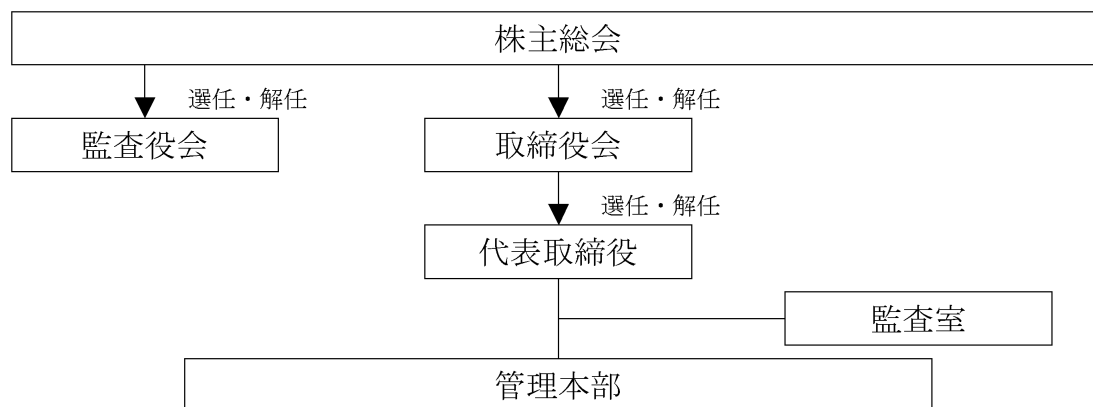 株主総会
選任・解任
選任・解任
監査役会
取締役会
選任・解任
代表取締役
監査室
管理本部